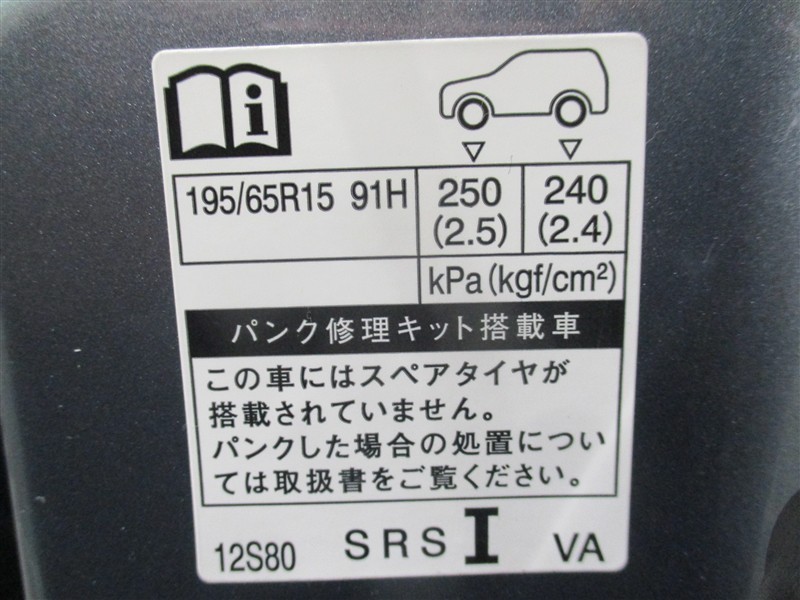 i
195/65R15 91H 250 240
(2.5) (2.4)
kPa(kgf/cm²)
パンク修理キット搭載車
この車にはスペアタイヤが
搭載されていません。
パンクした場合の処置につい
ては取扱書をご覧ください。
12S80 SRS I VA